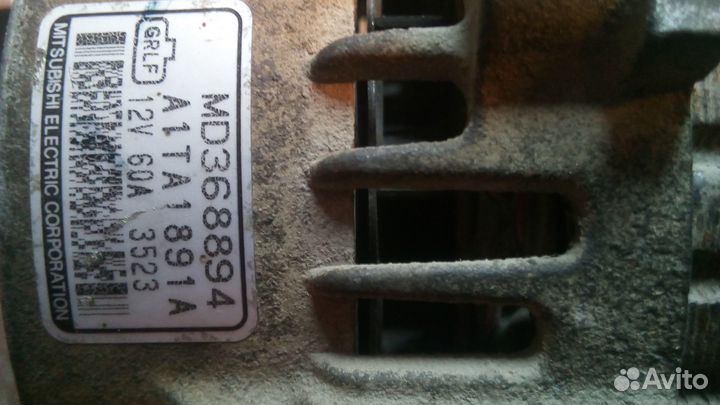 MD368894
A1TA1891A
GRLF 12V 60A 3523
MITSUBISHI ELECTRIC CORPORATION
Avito